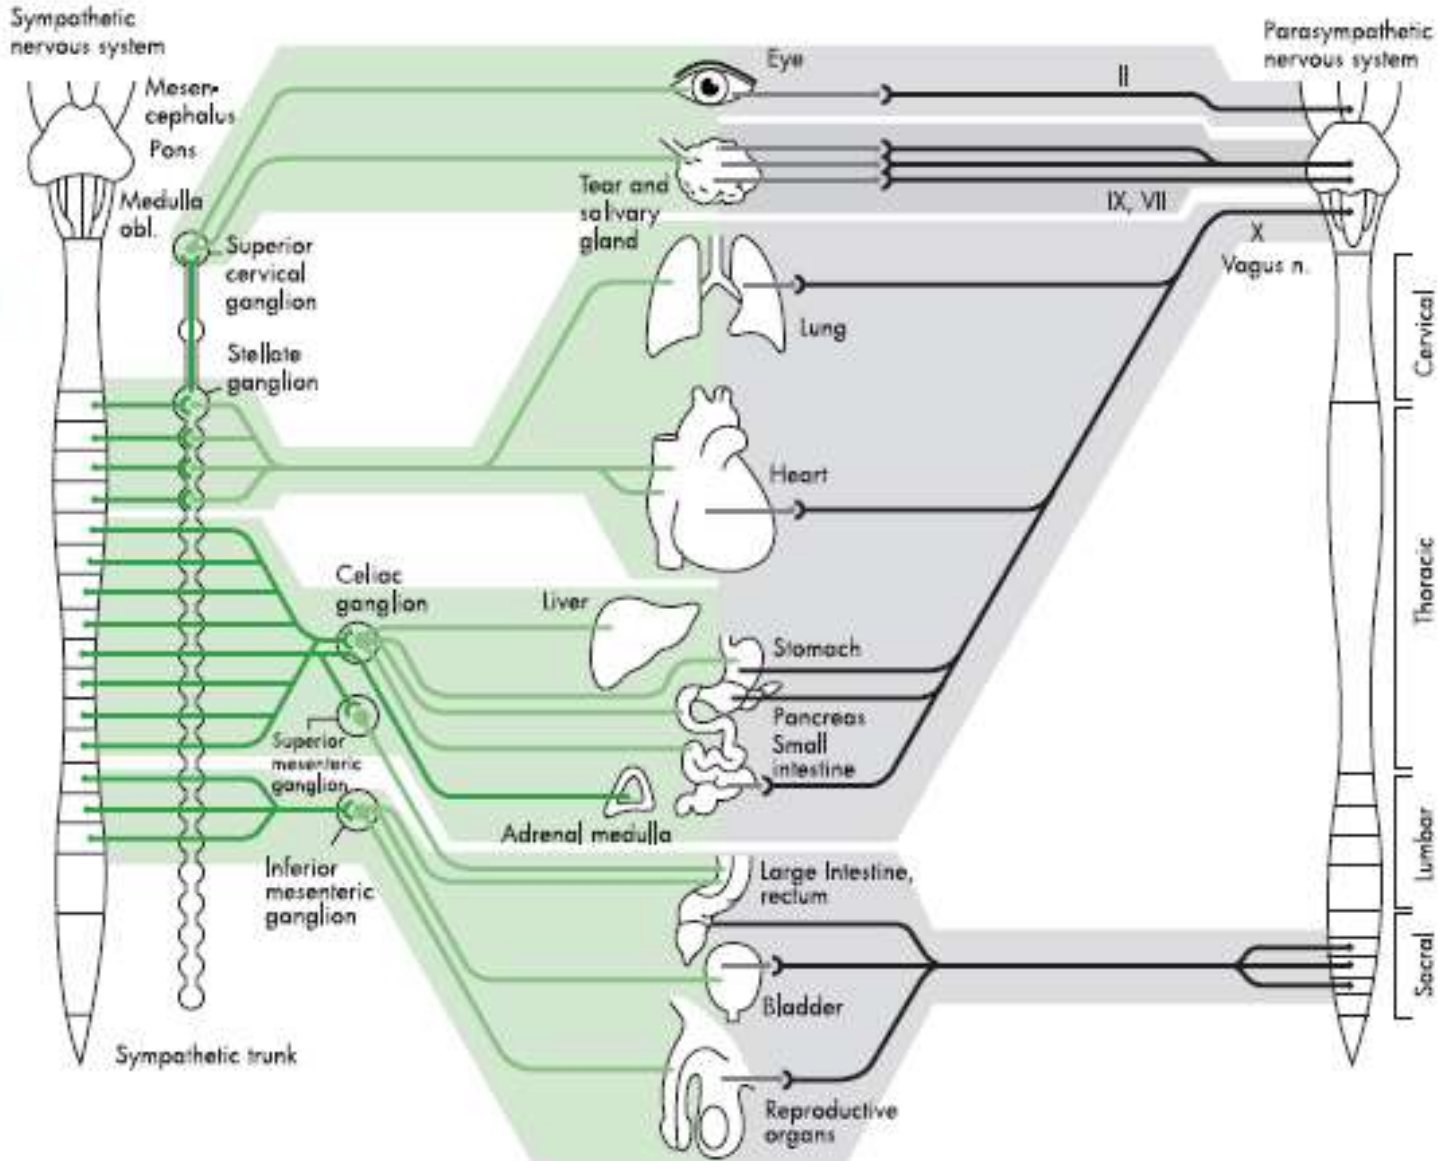 Sympathetic
nervous system
Parasympathetic
nervous system
Eye
II
Mesen-
cephalus
Pons
Medulla
obl.
Tear and
salivary
gland
IX, VII
X
Vagus n.
Superior
cervical
ganglion
Lung
Cervical
Stellate
ganglion
Heart
Thoracic
Celiac
ganglion
Liver
Stomach
Pancreas
Small
intestine
Superior
mesenteric
ganglion
Adrenal medulla
Lumbar
Inferior
mesenteric
ganglion
Large Intestine,
rectum
Sacral
Bladder
Sympathetic trunk
Reproductive
organs